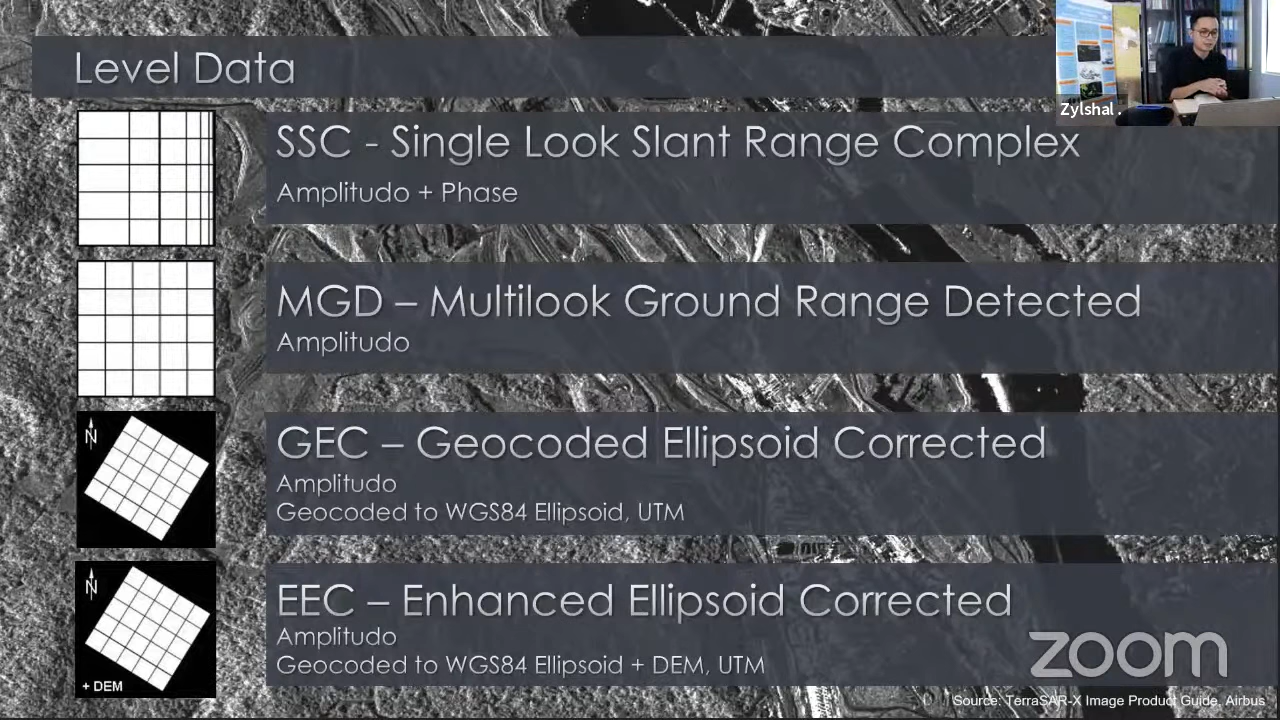 Level Data
Zylshal .
SSC - Single Look Slant Range Complex
Amplitudo + Phase
MGD – Multilook Ground Range Detected
Amplitudo
N
GEC – Geocoded Ellipsoid Corrected
Amplitudo
Geocoded to WGS84 Ellipsoid, UTM
N
+ DEM
EEC – Enhanced Ellipsoid Corrected
Amplitudo
Geocoded to WGS84 Ellipsoid + DEM, UTM
zoom
Source: TerraSAR-X Image Product Guide, Airbus